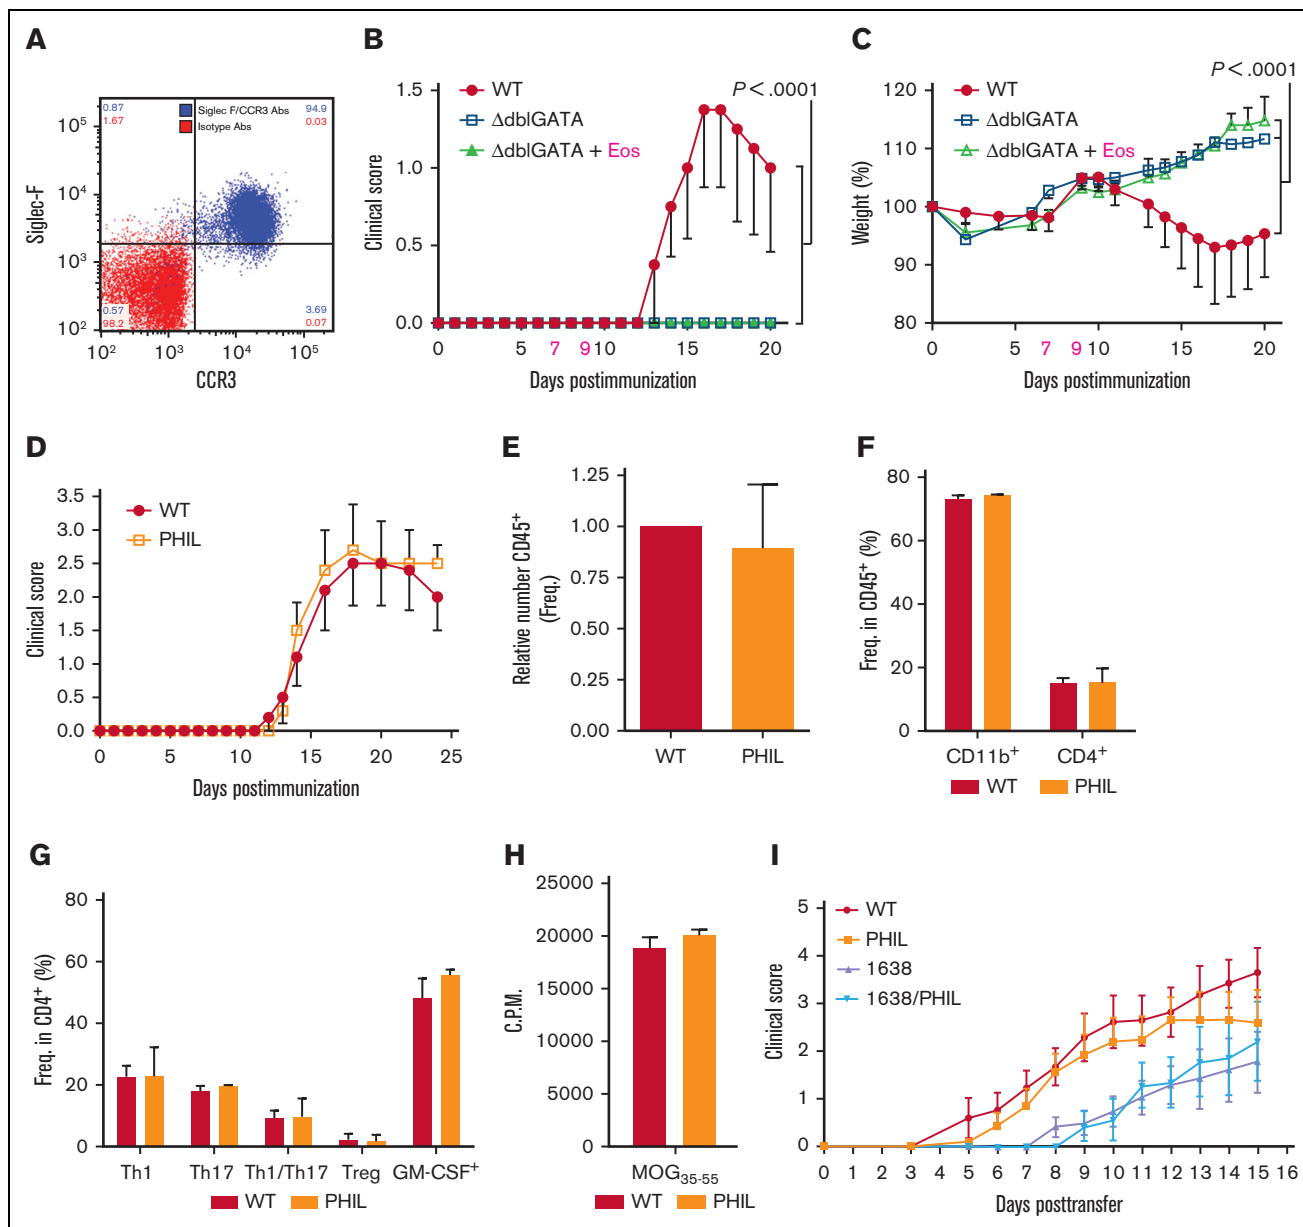 A
0.87
1.67
Siglec F/CCR3 Abs
Isotype Abs
94.9
0.03
0.57
98.2
3.69
0.07
10⁵
10⁴
10³
10²
10² 10³ 10⁴ 10⁵
Siglec-F
CCR3
B
WT
ΔdblGATA
ΔdblGATA + Eos
P < .0001
1.5
1.0
0.5
0.0
0 5 7 9 10 15 20
Clinical score
Days postimmunization
C
P < .0001
WT
ΔdblGATA
ΔdblGATA + Eos
120
110
100
90
80
0 5 7 9 10 15 20
Weight (%)
Days postimmunization
D
WT
PHIL
3.5
3.0
2.5
2.0
1.5
1.0
0.5
0.0
0 5 10 15 20 25
Clinical score
Days postimmunization
E
1.25
1.00
0.75
0.50
0.25
0.00
Relative number CD45⁺
(Freq.)
WT PHIL
F
80
60
40
20
0
Freq. in CD45⁺ (%)
CD11b⁺ CD4⁺
WT PHIL
G
80
60
40
20
0
Freq. in CD4⁺ (%)
Th1 Th17 Th1/Th17 Treg GM-CSF⁺
WT PHIL
H
25000
20000
15000
10000
5000
0
C.P.M.
MOG₃₅₋₅₅
WT PHIL
I
WT
PHIL
1638
1638/PHIL
5
4
3
2
1
0
0 1 2 3 4 5 6 7 8 9 10 11 12 13 14 15 16
Clinical score
Days posttransfer